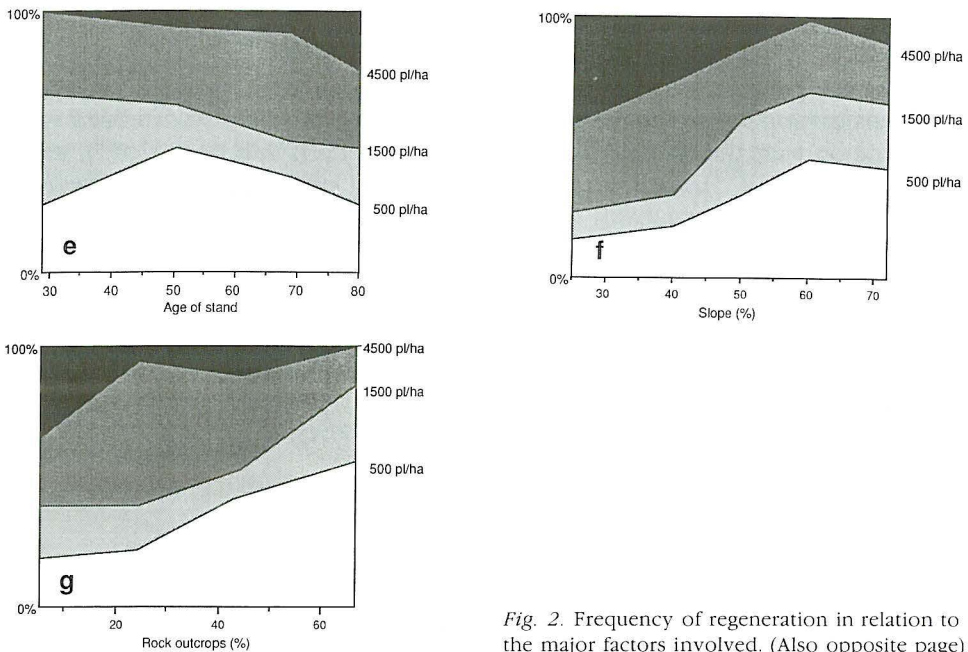 100%
4500 pl/ha
1500 pl/ha
500 pl/ha
e
0%
30 40 50 60 70 80
Age of stand
100%
4500 pl/ha
1500 pl/ha
500 pl/ha
f
0%
30 40 50 60 70
Slope (%)
100%
4500 pl/ha
1500 pl/ha
500 pl/ha
g
0%
20 40 60
Rock outcrops (%)
Fig. 2. Frequency of regeneration in relation to
the major factors involved. (Also opposite page)